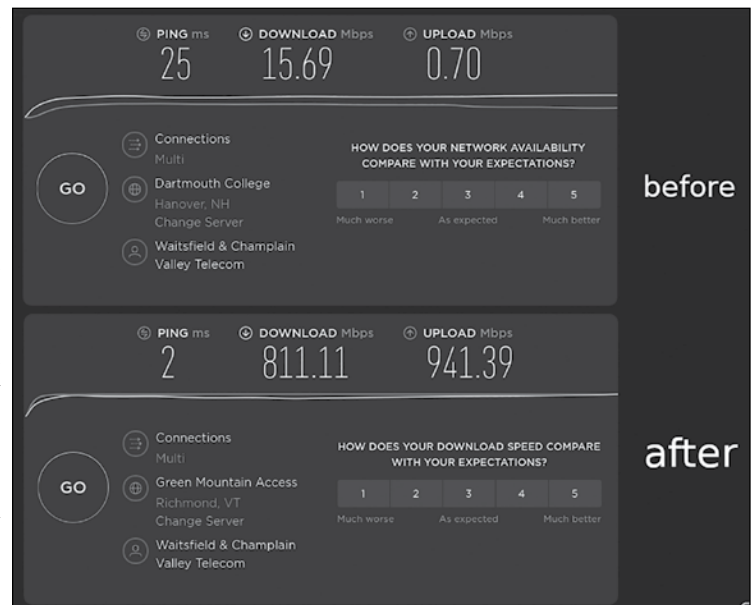 PING ms DOWNLOAD Mbps UPLOAD Mbps
25 15.69 0.70
GO
Connections
Multi
Dartmouth College
Hanover, NH
Change Server
Waitsfield & Champlain
Valley Telecom
HOW DOES YOUR NETWORK AVAILABILITY
COMPARE WITH YOUR EXPECTATIONS?
1 2 3 4 5
Much worse As expected Much better
before
PING ms DOWNLOAD Mbps UPLOAD Mbps
2 811.11 941.39
GO
Connections
Multi
Green Mountain Access
Richmond, VT
Change Server
Waitsfield & Champlain
Valley Telecom
HOW DOES YOUR DOWNLOAD SPEED COMPARE
WITH YOUR EXPECTATIONS?
1 2 3 4 5
Much worse As expected Much better
after